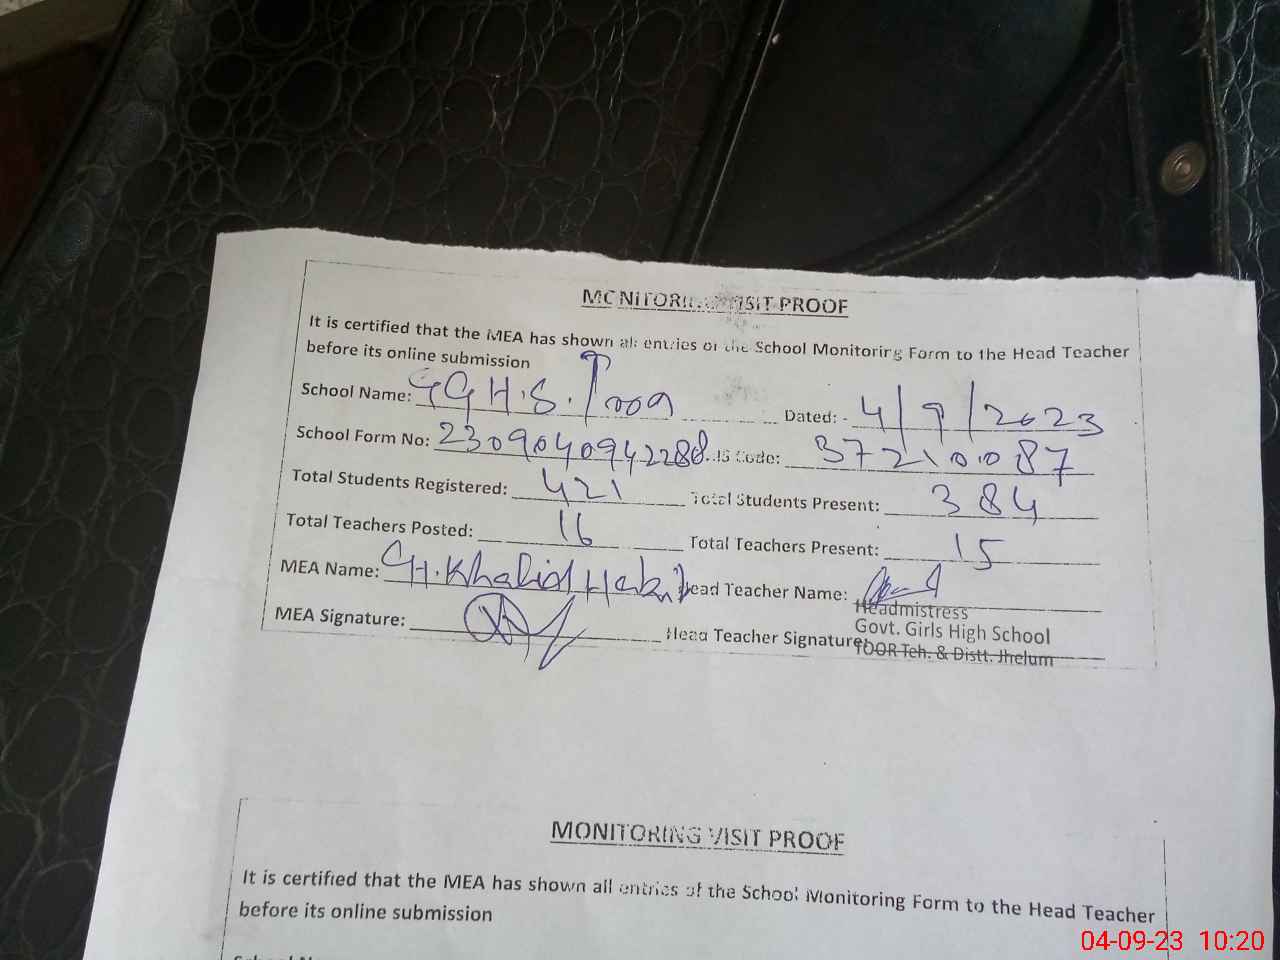 MONITORING VISIT PROOF
It is certified that the MEA has shown all entries of the School Monitoring Form to the Head Teacher
before its online submission
School Name: GGH.S. Toor Dated: - 4/9/2023
School Form No: 2309040942288 IS Code: 37210087
Total Students Registered: 421 Total Students Present: 384
Total Teachers Posted: 16 Total Teachers Present: 15
MEA Name: CH. Khalid Head Teacher Name:
MEA Signature: Head Teacher Signature:
Headmistress
Govt. Girls High School
TOOR Teh. & Distt. Jhelum
MONITORING VISIT PROOF
It is certified that the MEA has shown all entries of the School Monitoring Form to the Head Teacher
before its online submission
04-09-23 10:20